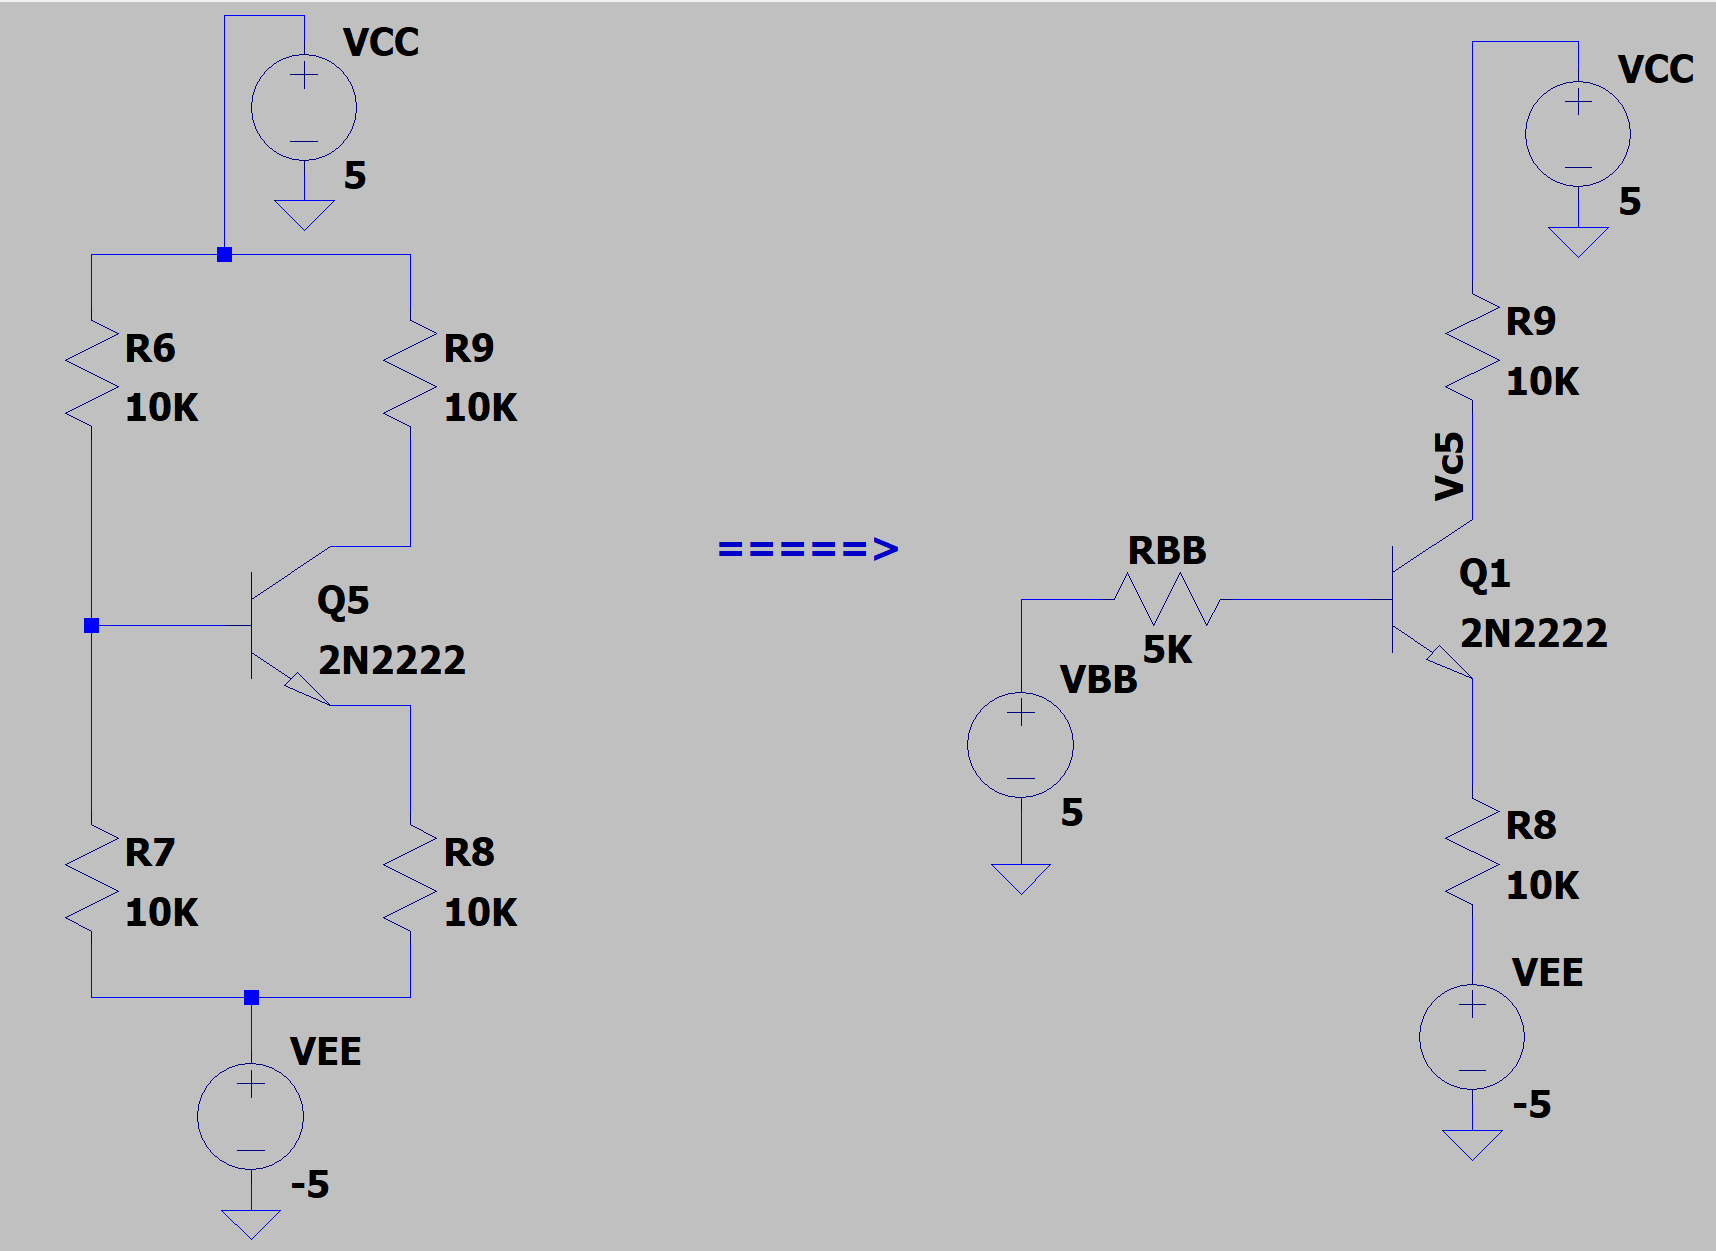 VCC
5
R6
10K
R9
10K
Q5
2N2222
R7
10K
R8
10K
VEE
-5
=====>
VCC
5
R9
10K
Vc5
RBB
5K
Q1
2N2222
VBB
5
R8
10K
VEE
-5